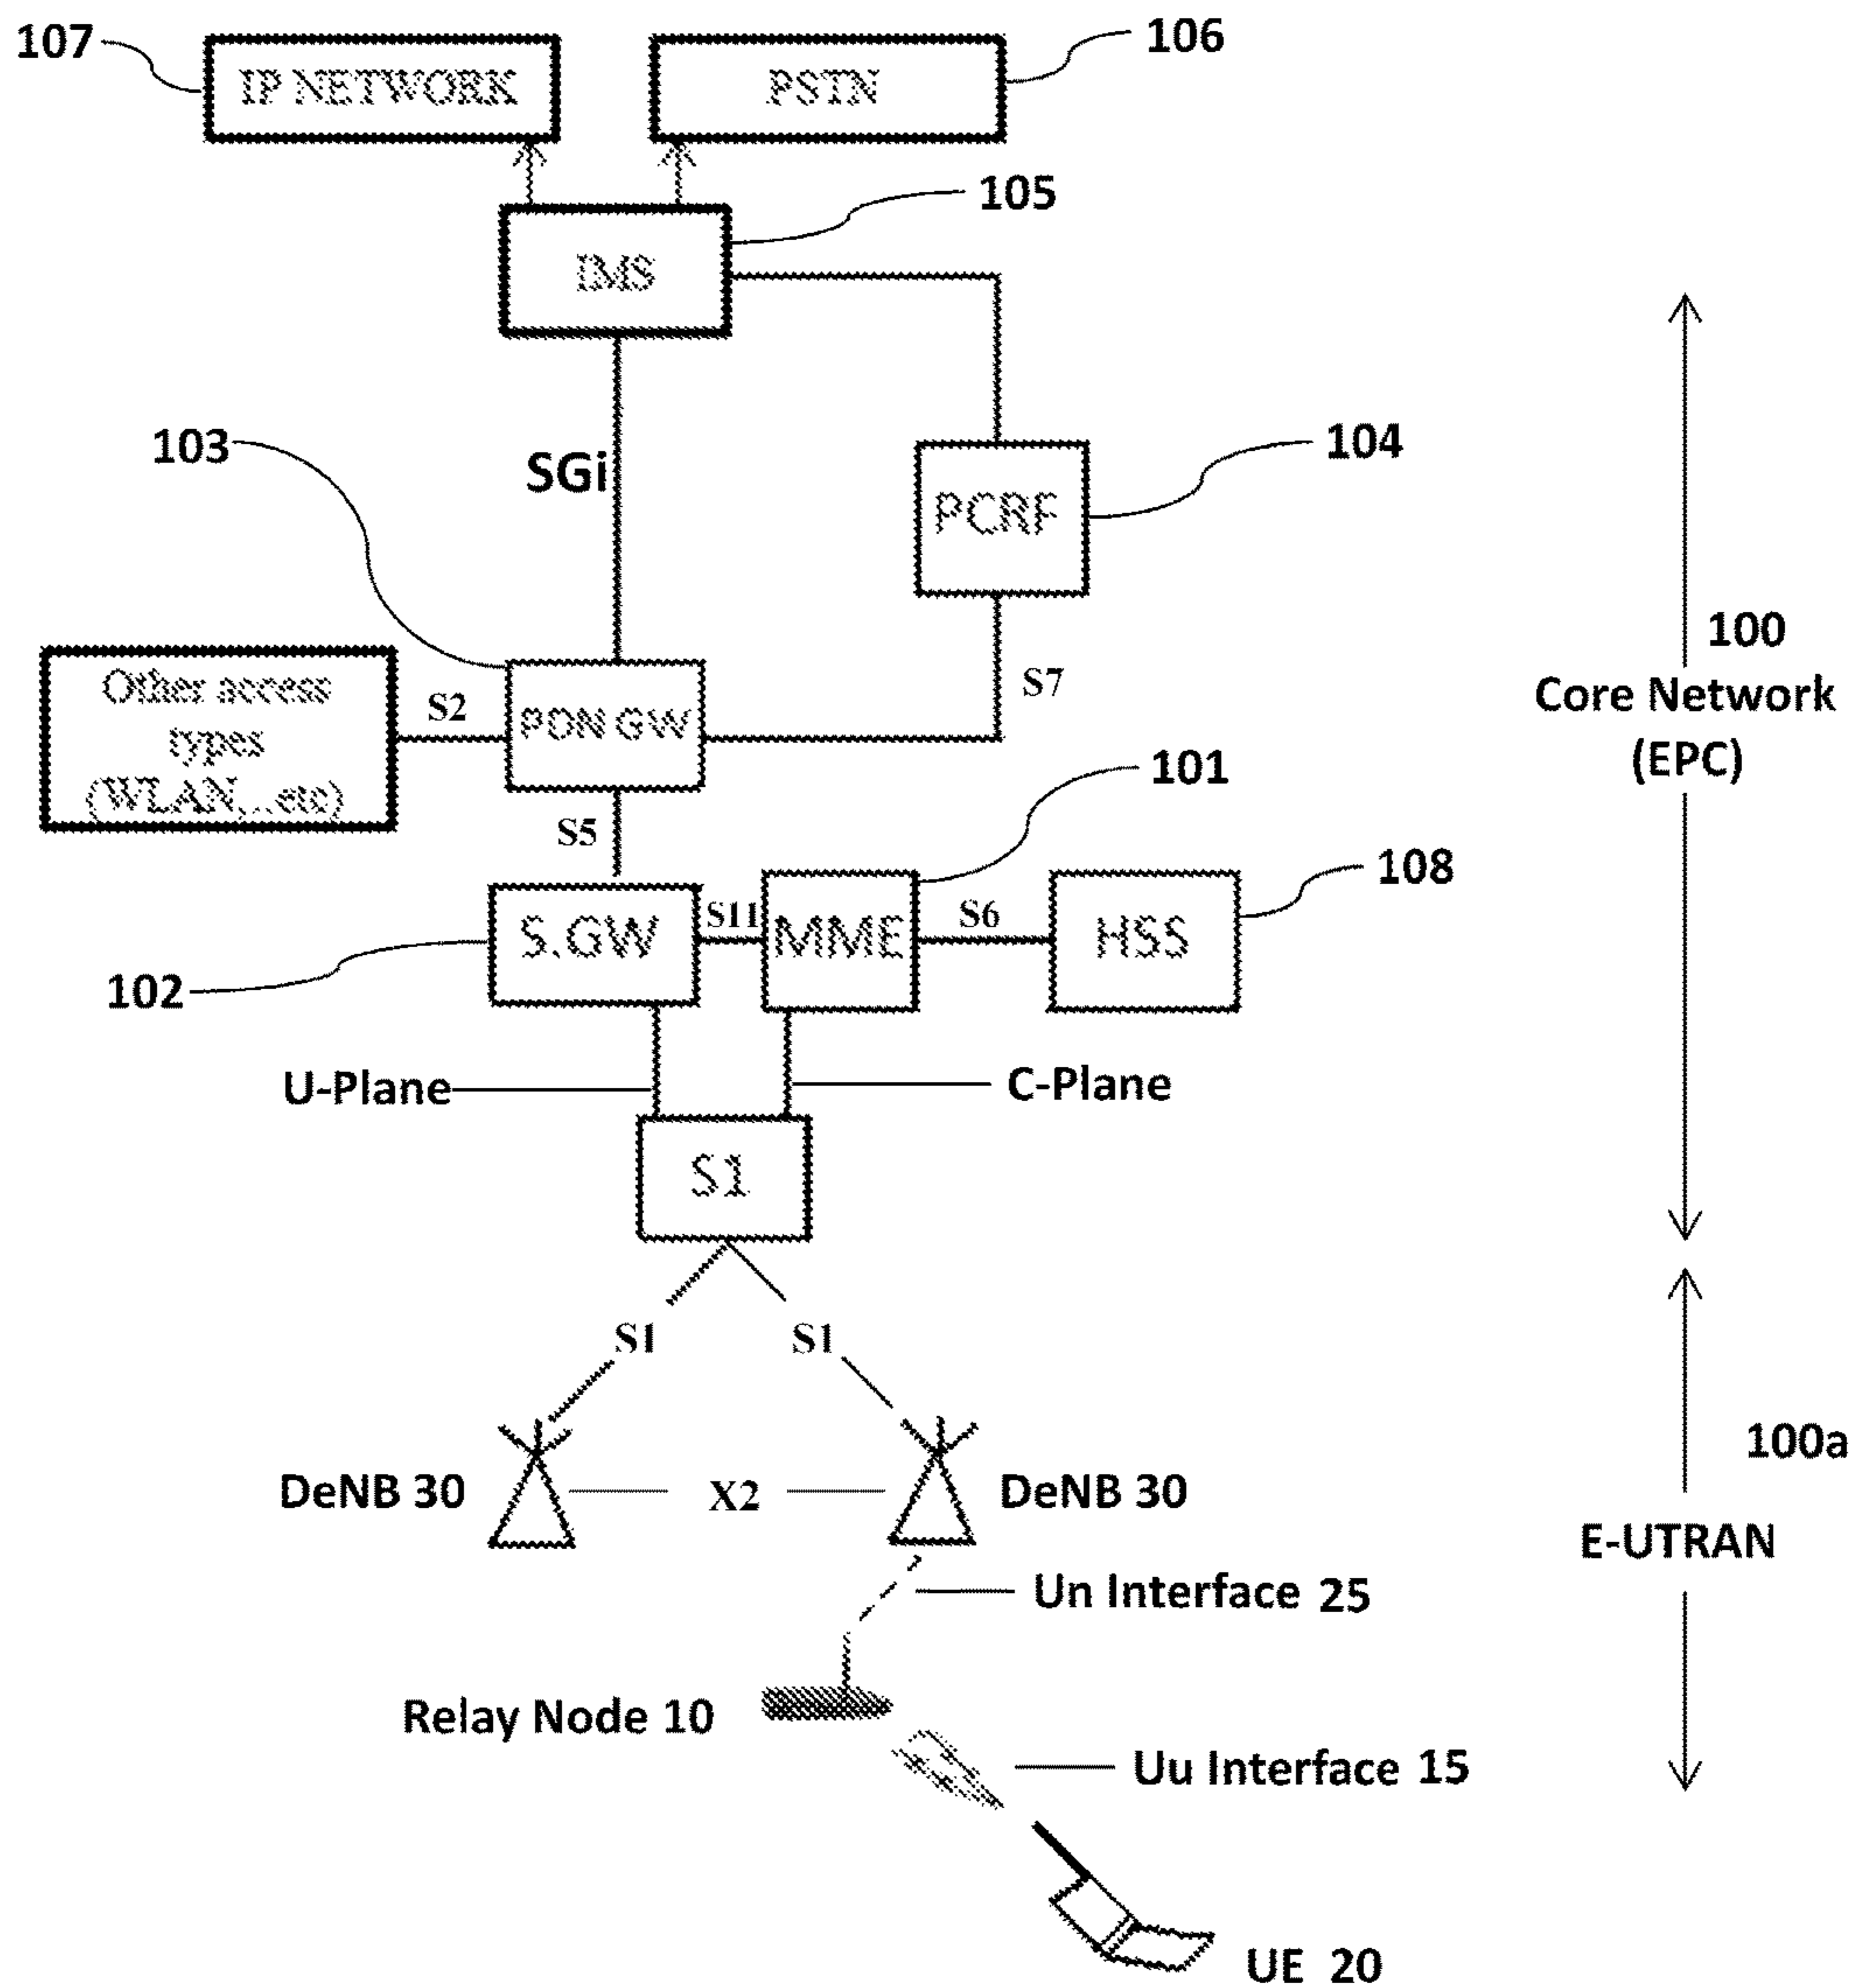 107
IP NETWORK
PSTN
106
IMS
105
103
SGi
PCRF
104
Other access
types
(WLAN,..etc)
S2
PDN GW
S7
100
Core Network
(EPC)
S5
101
S.GW
S11
MME
S6
HSS
108
102
U-Plane
C-Plane
S1
S1
S1
DeNB 30
X2
DeNB 30
100a
E-UTRAN
Un Interface 25
Relay Node 10
Uu Interface 15
UE 20